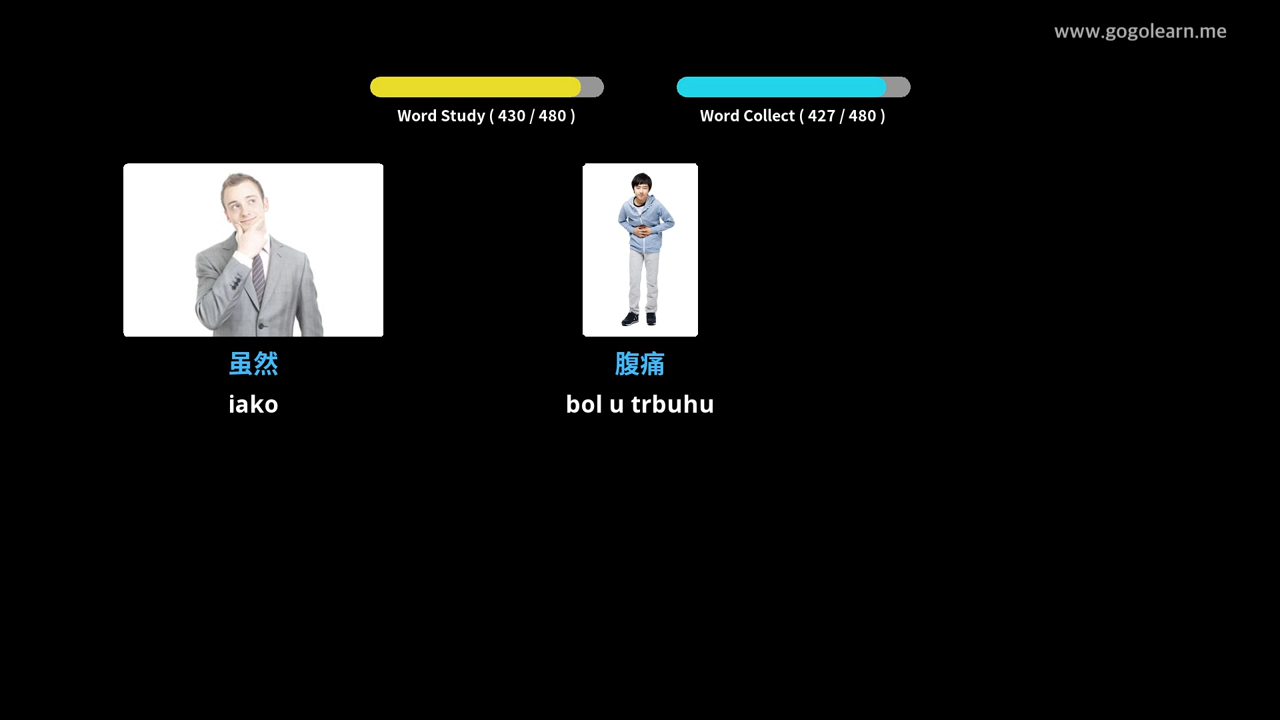 www.gogolearn.me
Word Study ( 430 / 480 )
Word Collect ( 427 / 480 )
虽然
iako
腹痛
bol u trbuhu